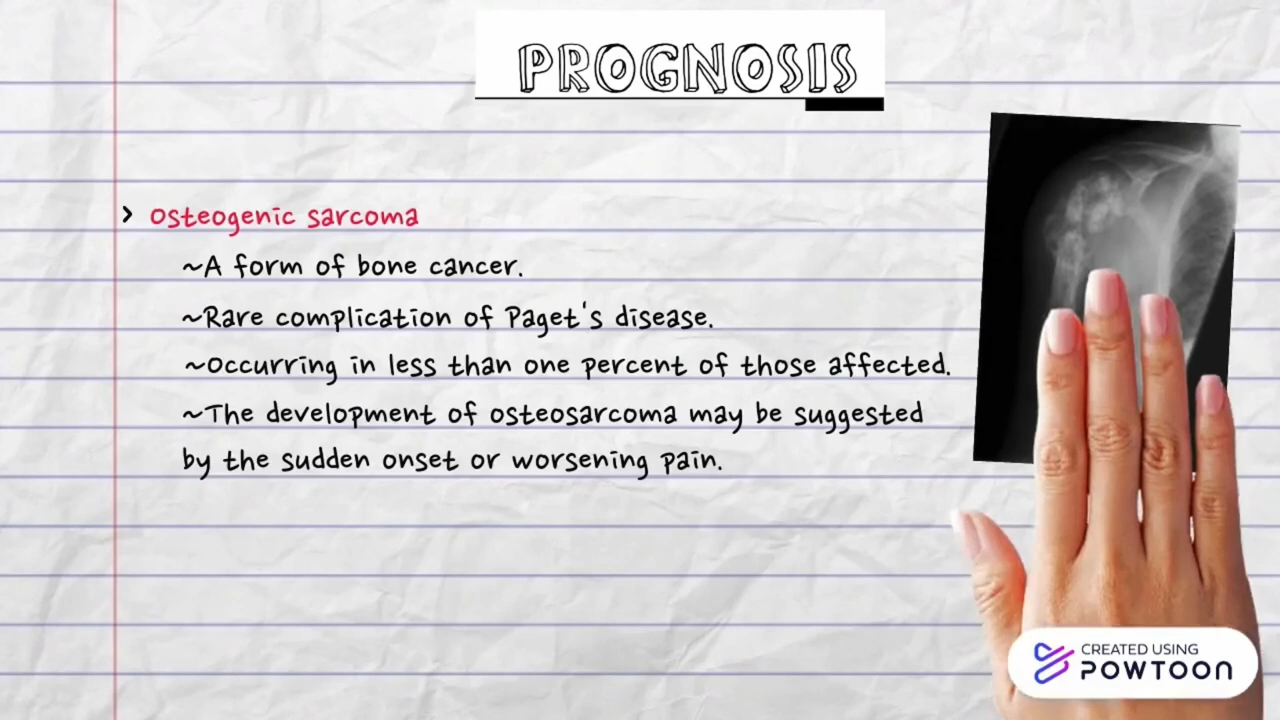 PROGNOSIS
> Osteogenic sarcoma
~A form of bone cancer.
~Rare complication of Paget's disease.
~Occurring in less than one percent of those affected.
~The development of osteosarcoma may be suggested
by the sudden onset or worsening pain.
CREATED USING
POWTOON